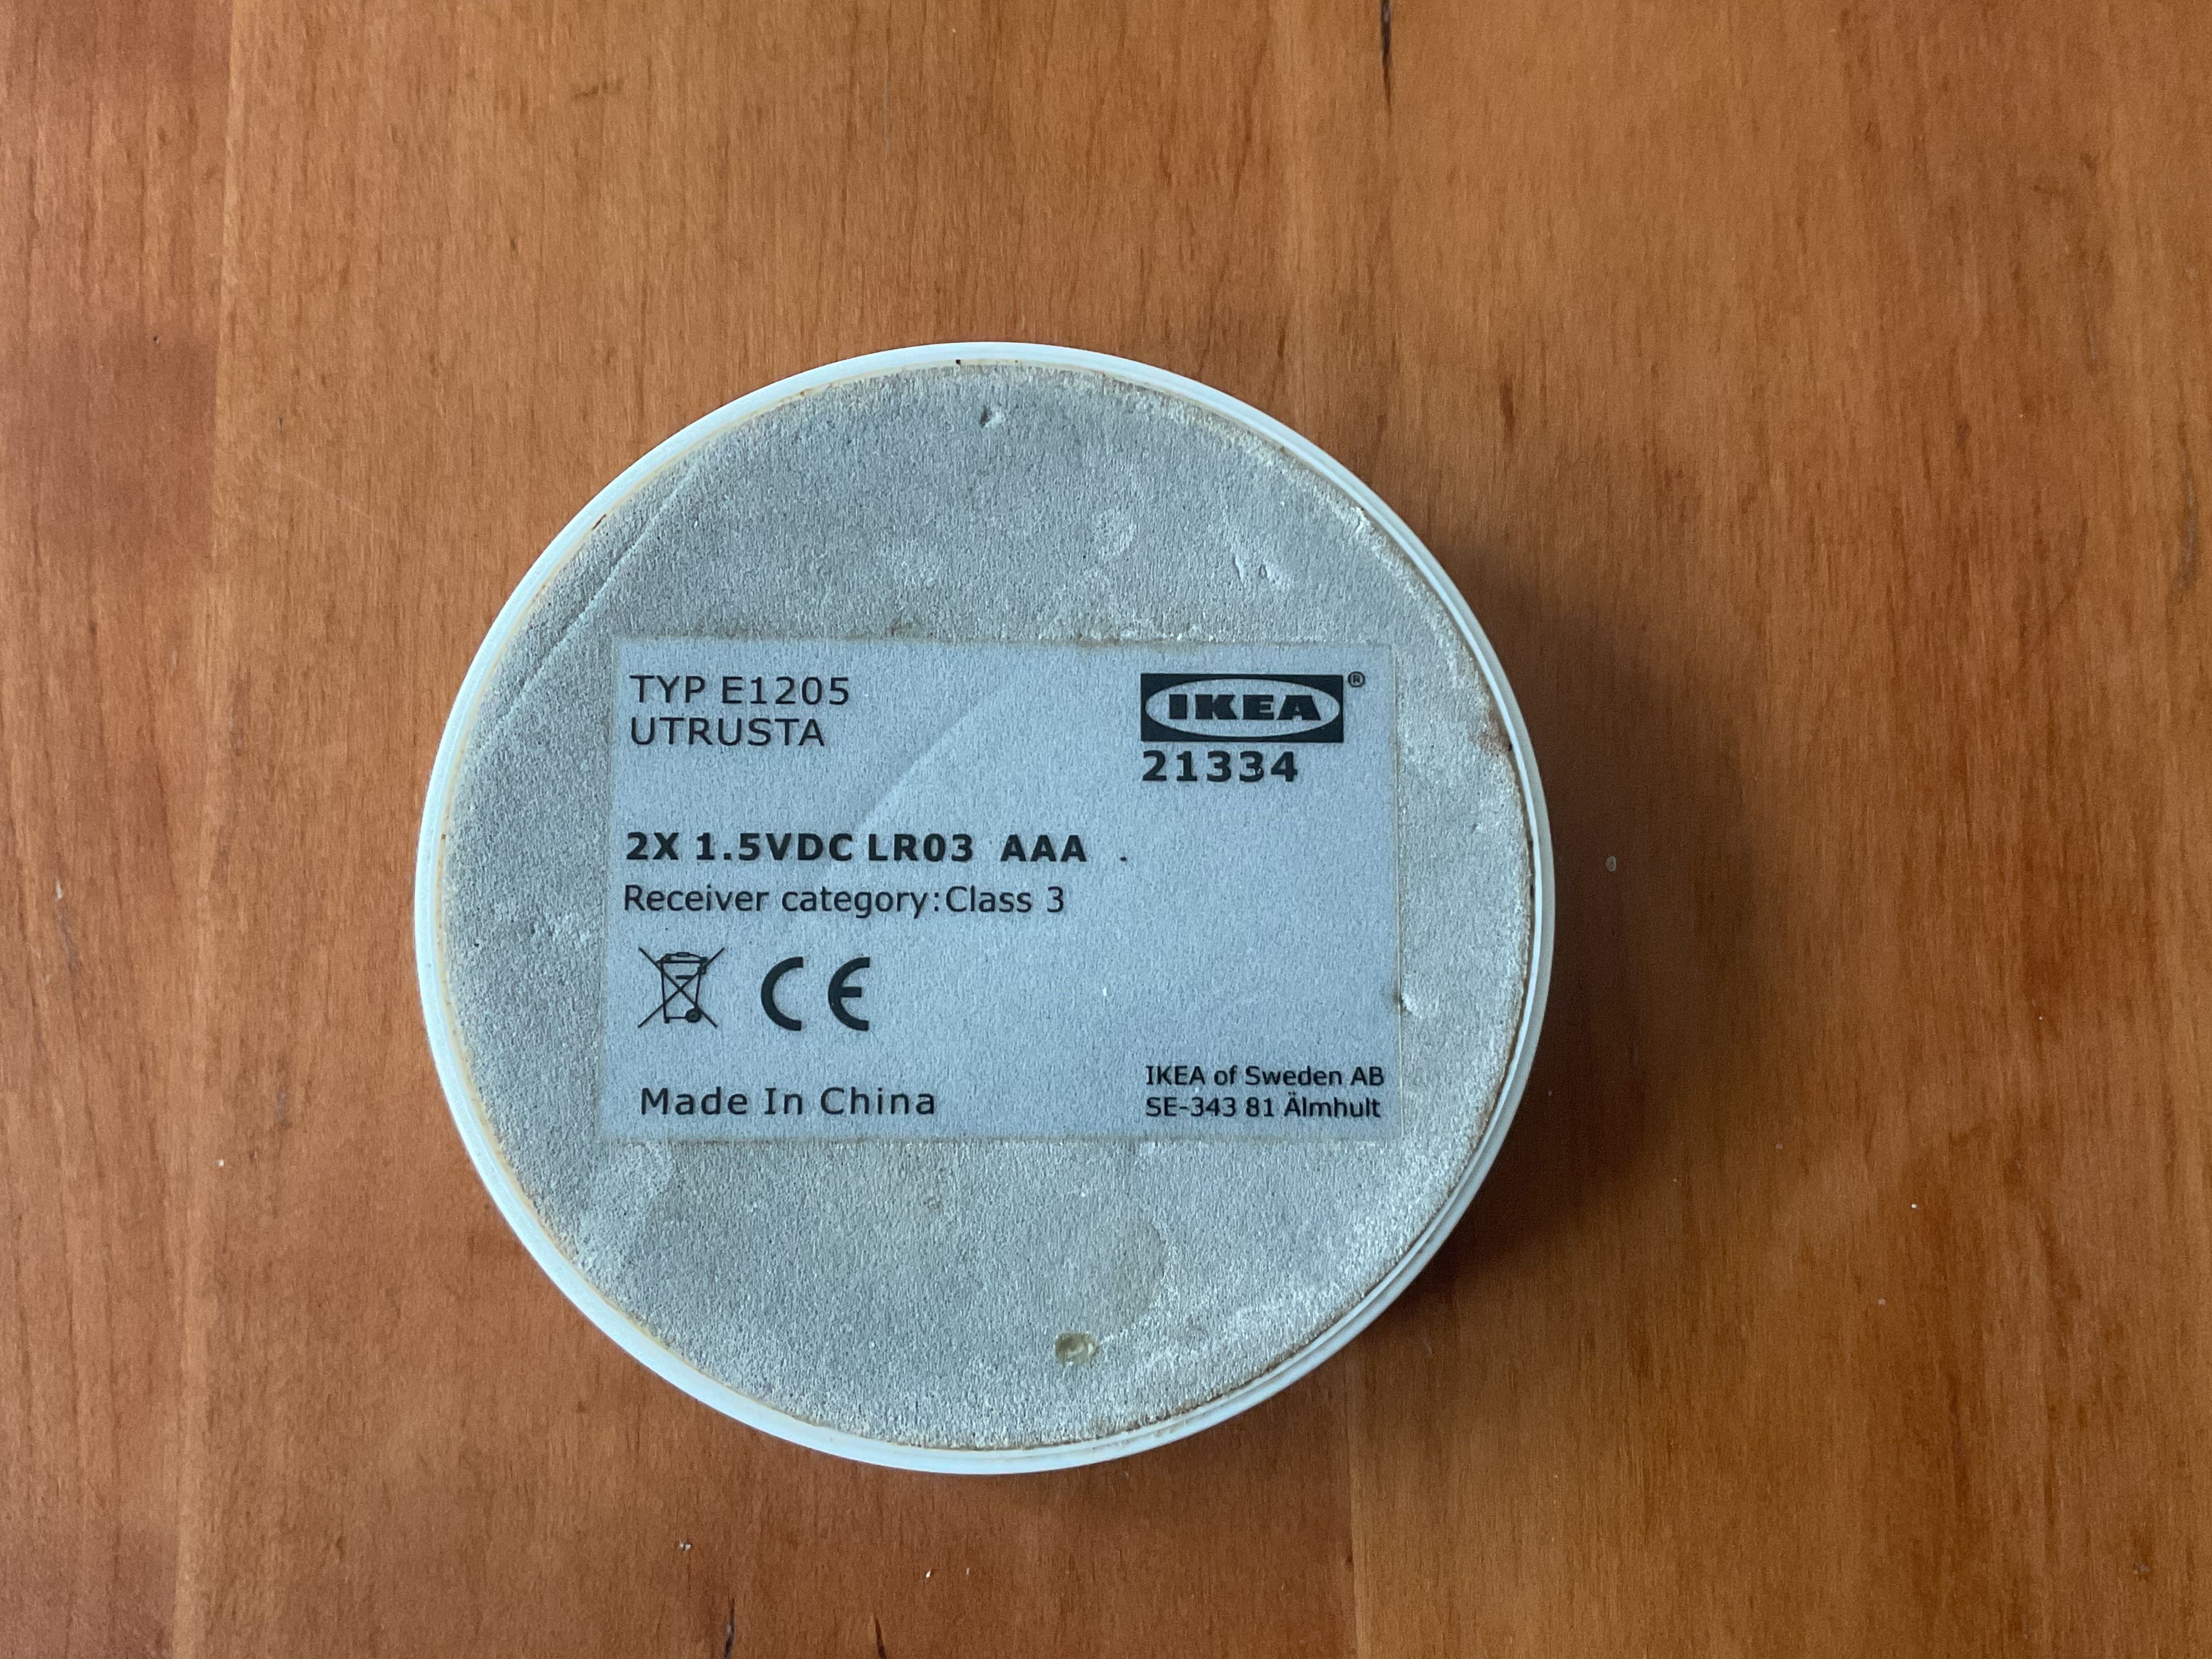 TYP E1205
UTRUSTA
IKEA®
21334
2X 1.5VDC LR03 AAA .
Receiver category:Class 3
CE
Made In China
IKEA of Sweden AB
SE-343 81 Älmhult